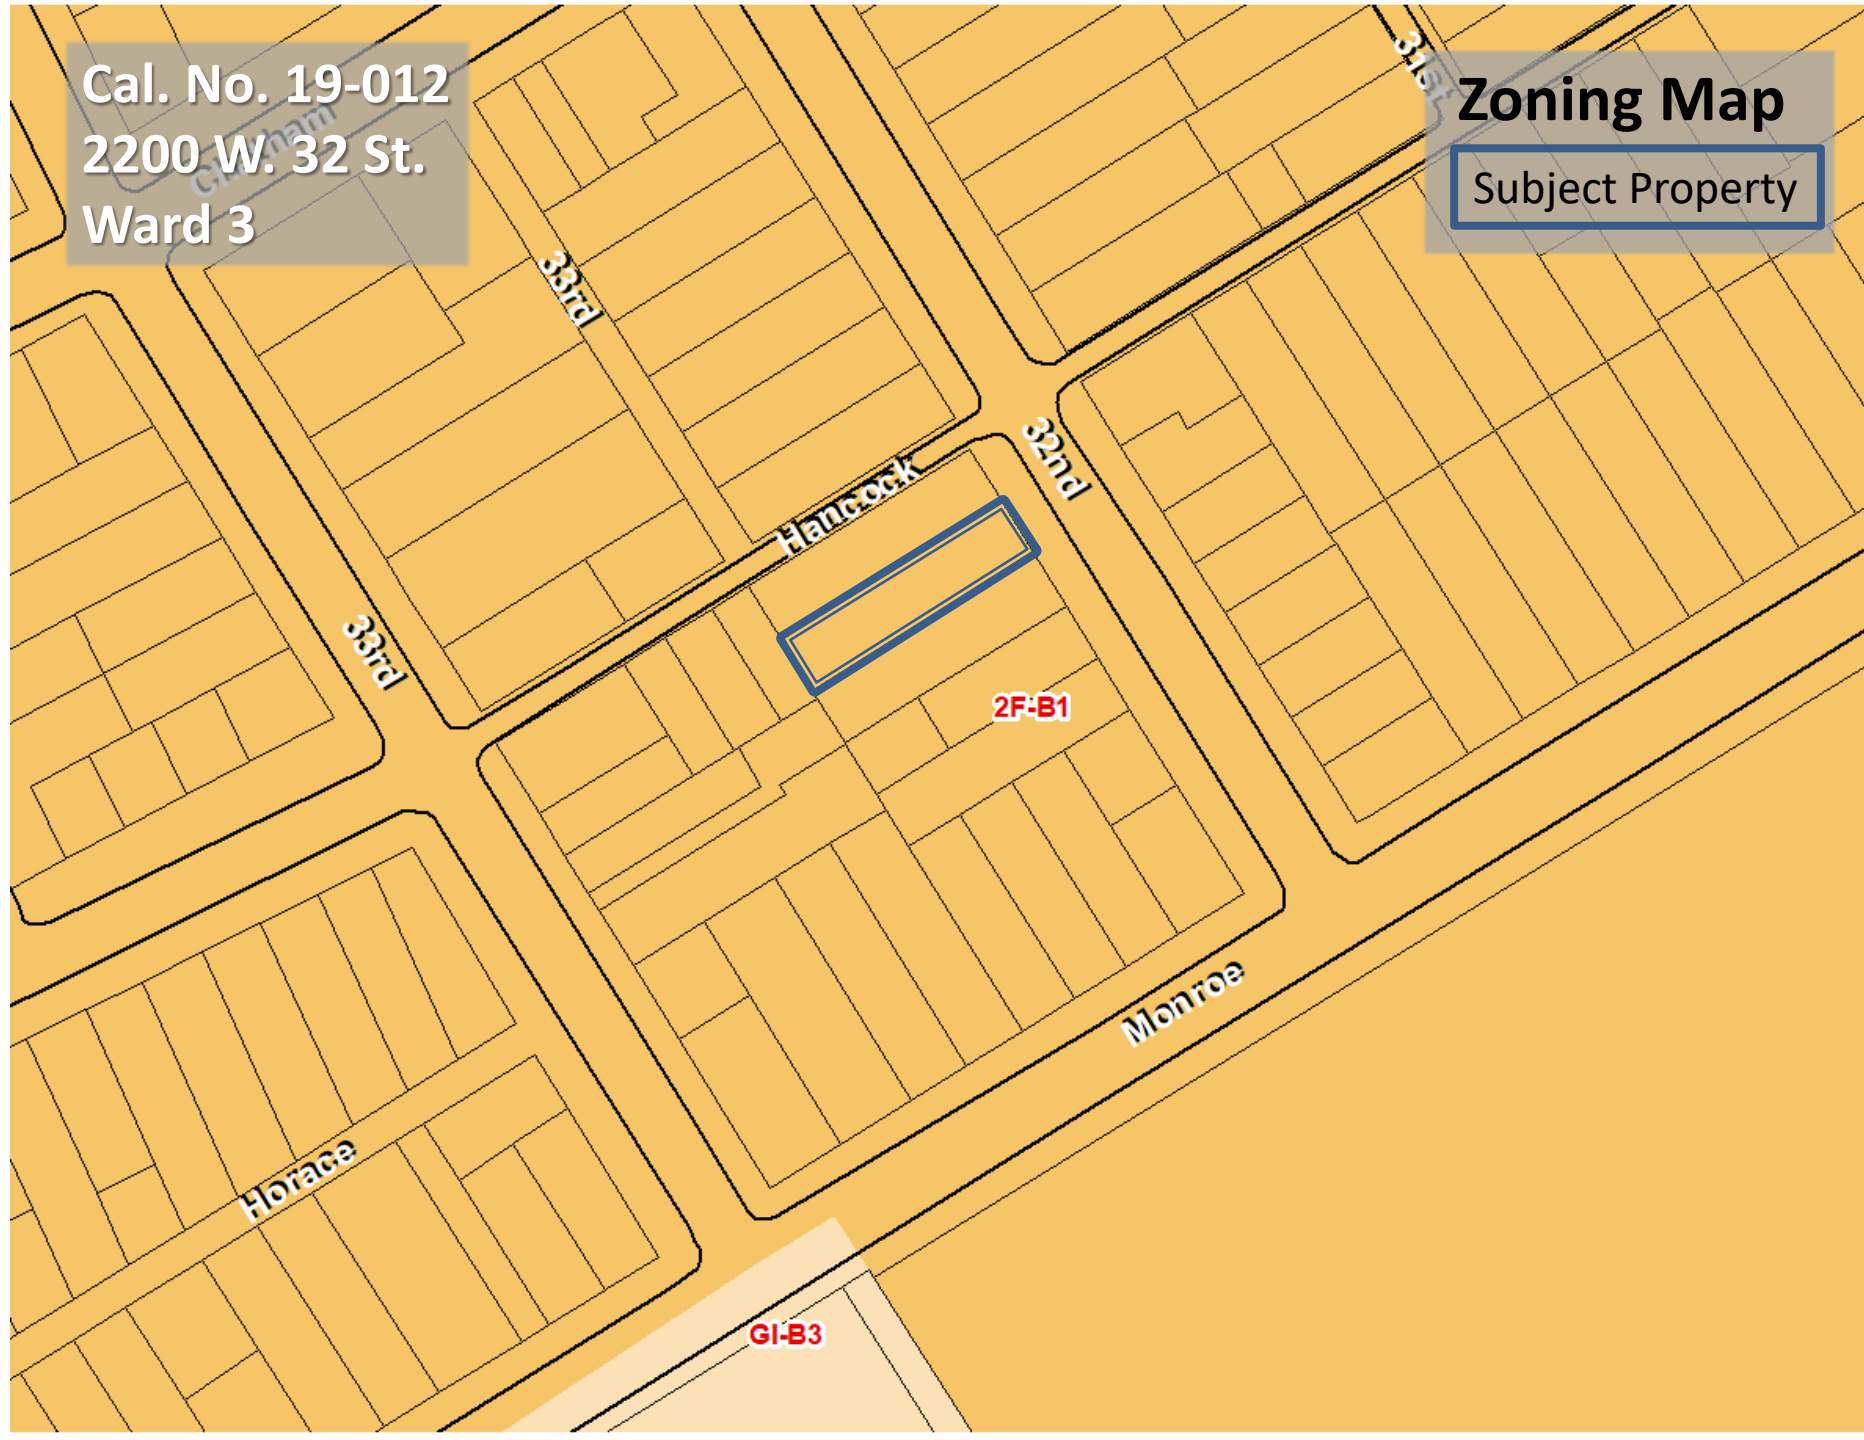 Cal. No. 19-012
2200 W. 32 St.
Ward 3
Chatham
31st
Zoning Map
Subject Property
33rd
32nd
Hancock
33rd
2F-B1
Monroe
Horace
GI-B3